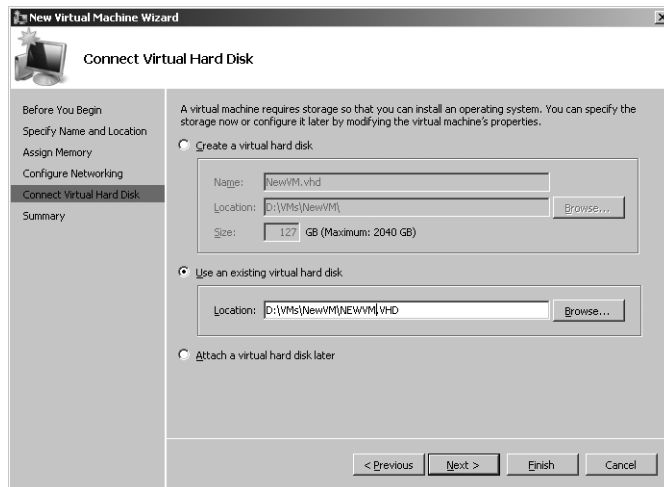 New Virtual Machine Wizard
Connect Virtual Hard Disk
Before You Begin
Specify Name and Location
Assign Memory
Configure Networking
Connect Virtual Hard Disk
Summary
A virtual machine requires storage so that you can install an operating system. You can specify the
storage now or configure it later by modifying the virtual machine's properties.
Create a virtual hard disk
Name: NewVM.vhd
Location: D:\VMs\NewVM\ Browse...
Size: 127 GB (Maximum: 2040 GB)
Use an existing virtual hard disk
Location: D:\VMs\NewVM\NEWVM.VHD Browse...
Attach a virtual hard disk later
< Previous Next > Finish Cancel